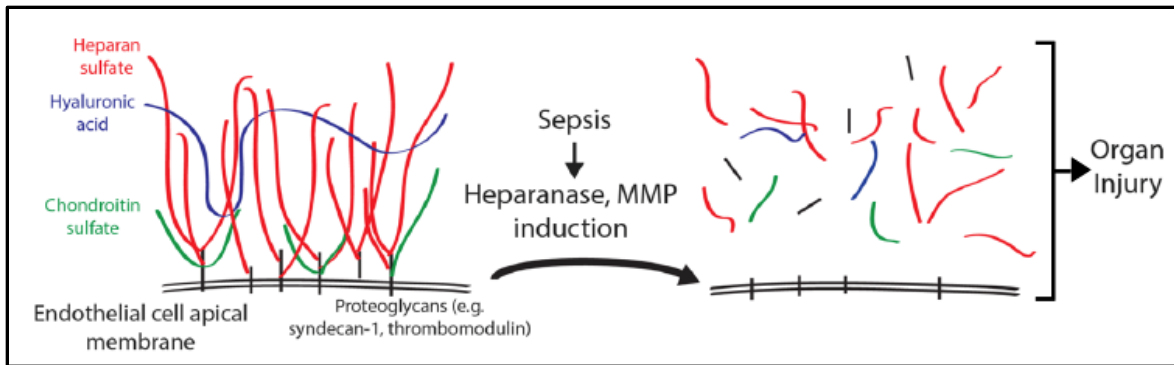 Heparan
sulfate
Hyaluronic
acid
Chondroitin
sulfate
Endothelial cell apical
membrane
Proteoglycans (e.g.
syndecan-1, thrombomodulin)
Sepsis
Heparanase, MMP
induction
Organ
Injury